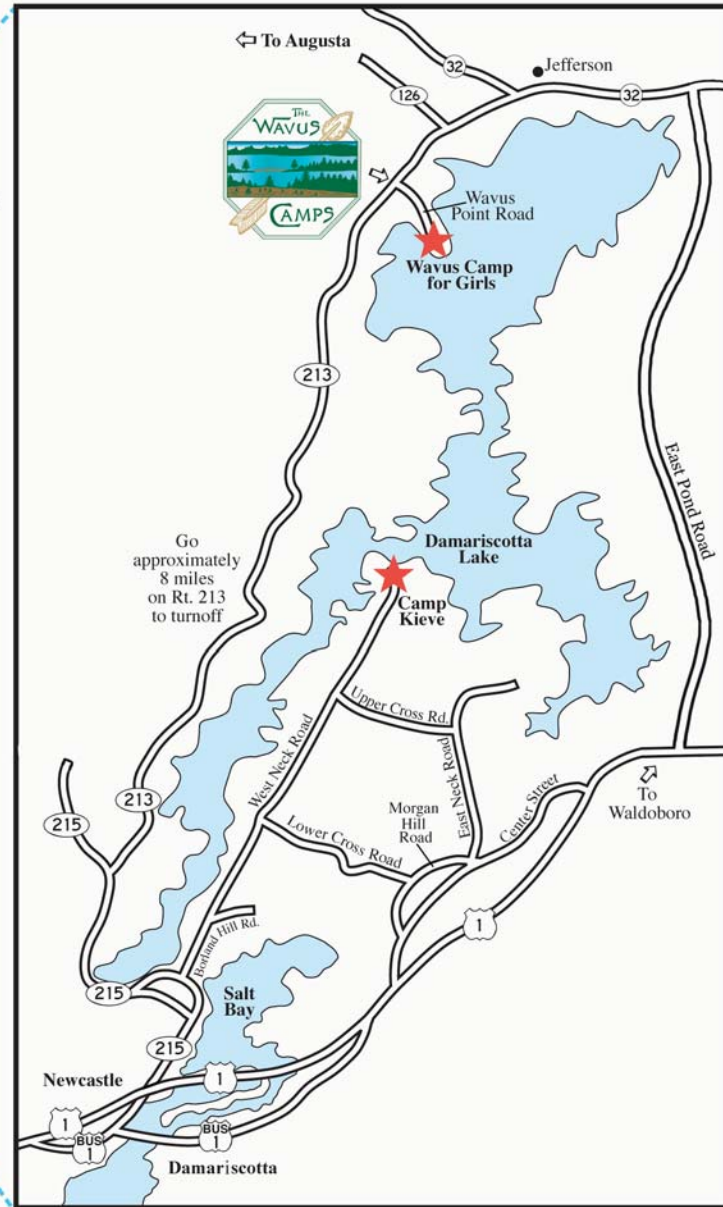 To Augusta
32
Jefferson
126
32
THE
WAVUS
CAMPS
Wavus
Point Road
Wavus Camp
for Girls
213
East Pond Road
Go
approximately
8 miles
on Rt. 213
to turnoff
Damariscotta
Lake
Camp
Kieve
Upper Cross Rd.
West Neck Road
East Neck Road
Center Street
To
Waldoboro
213
215
Morgan
Hill
Road
Lower Cross Road
1
Borland Hill Rd.
215
Salt
Bay
215
Newcastle
1
1
BUS
1
BUS
1
Damariscotta